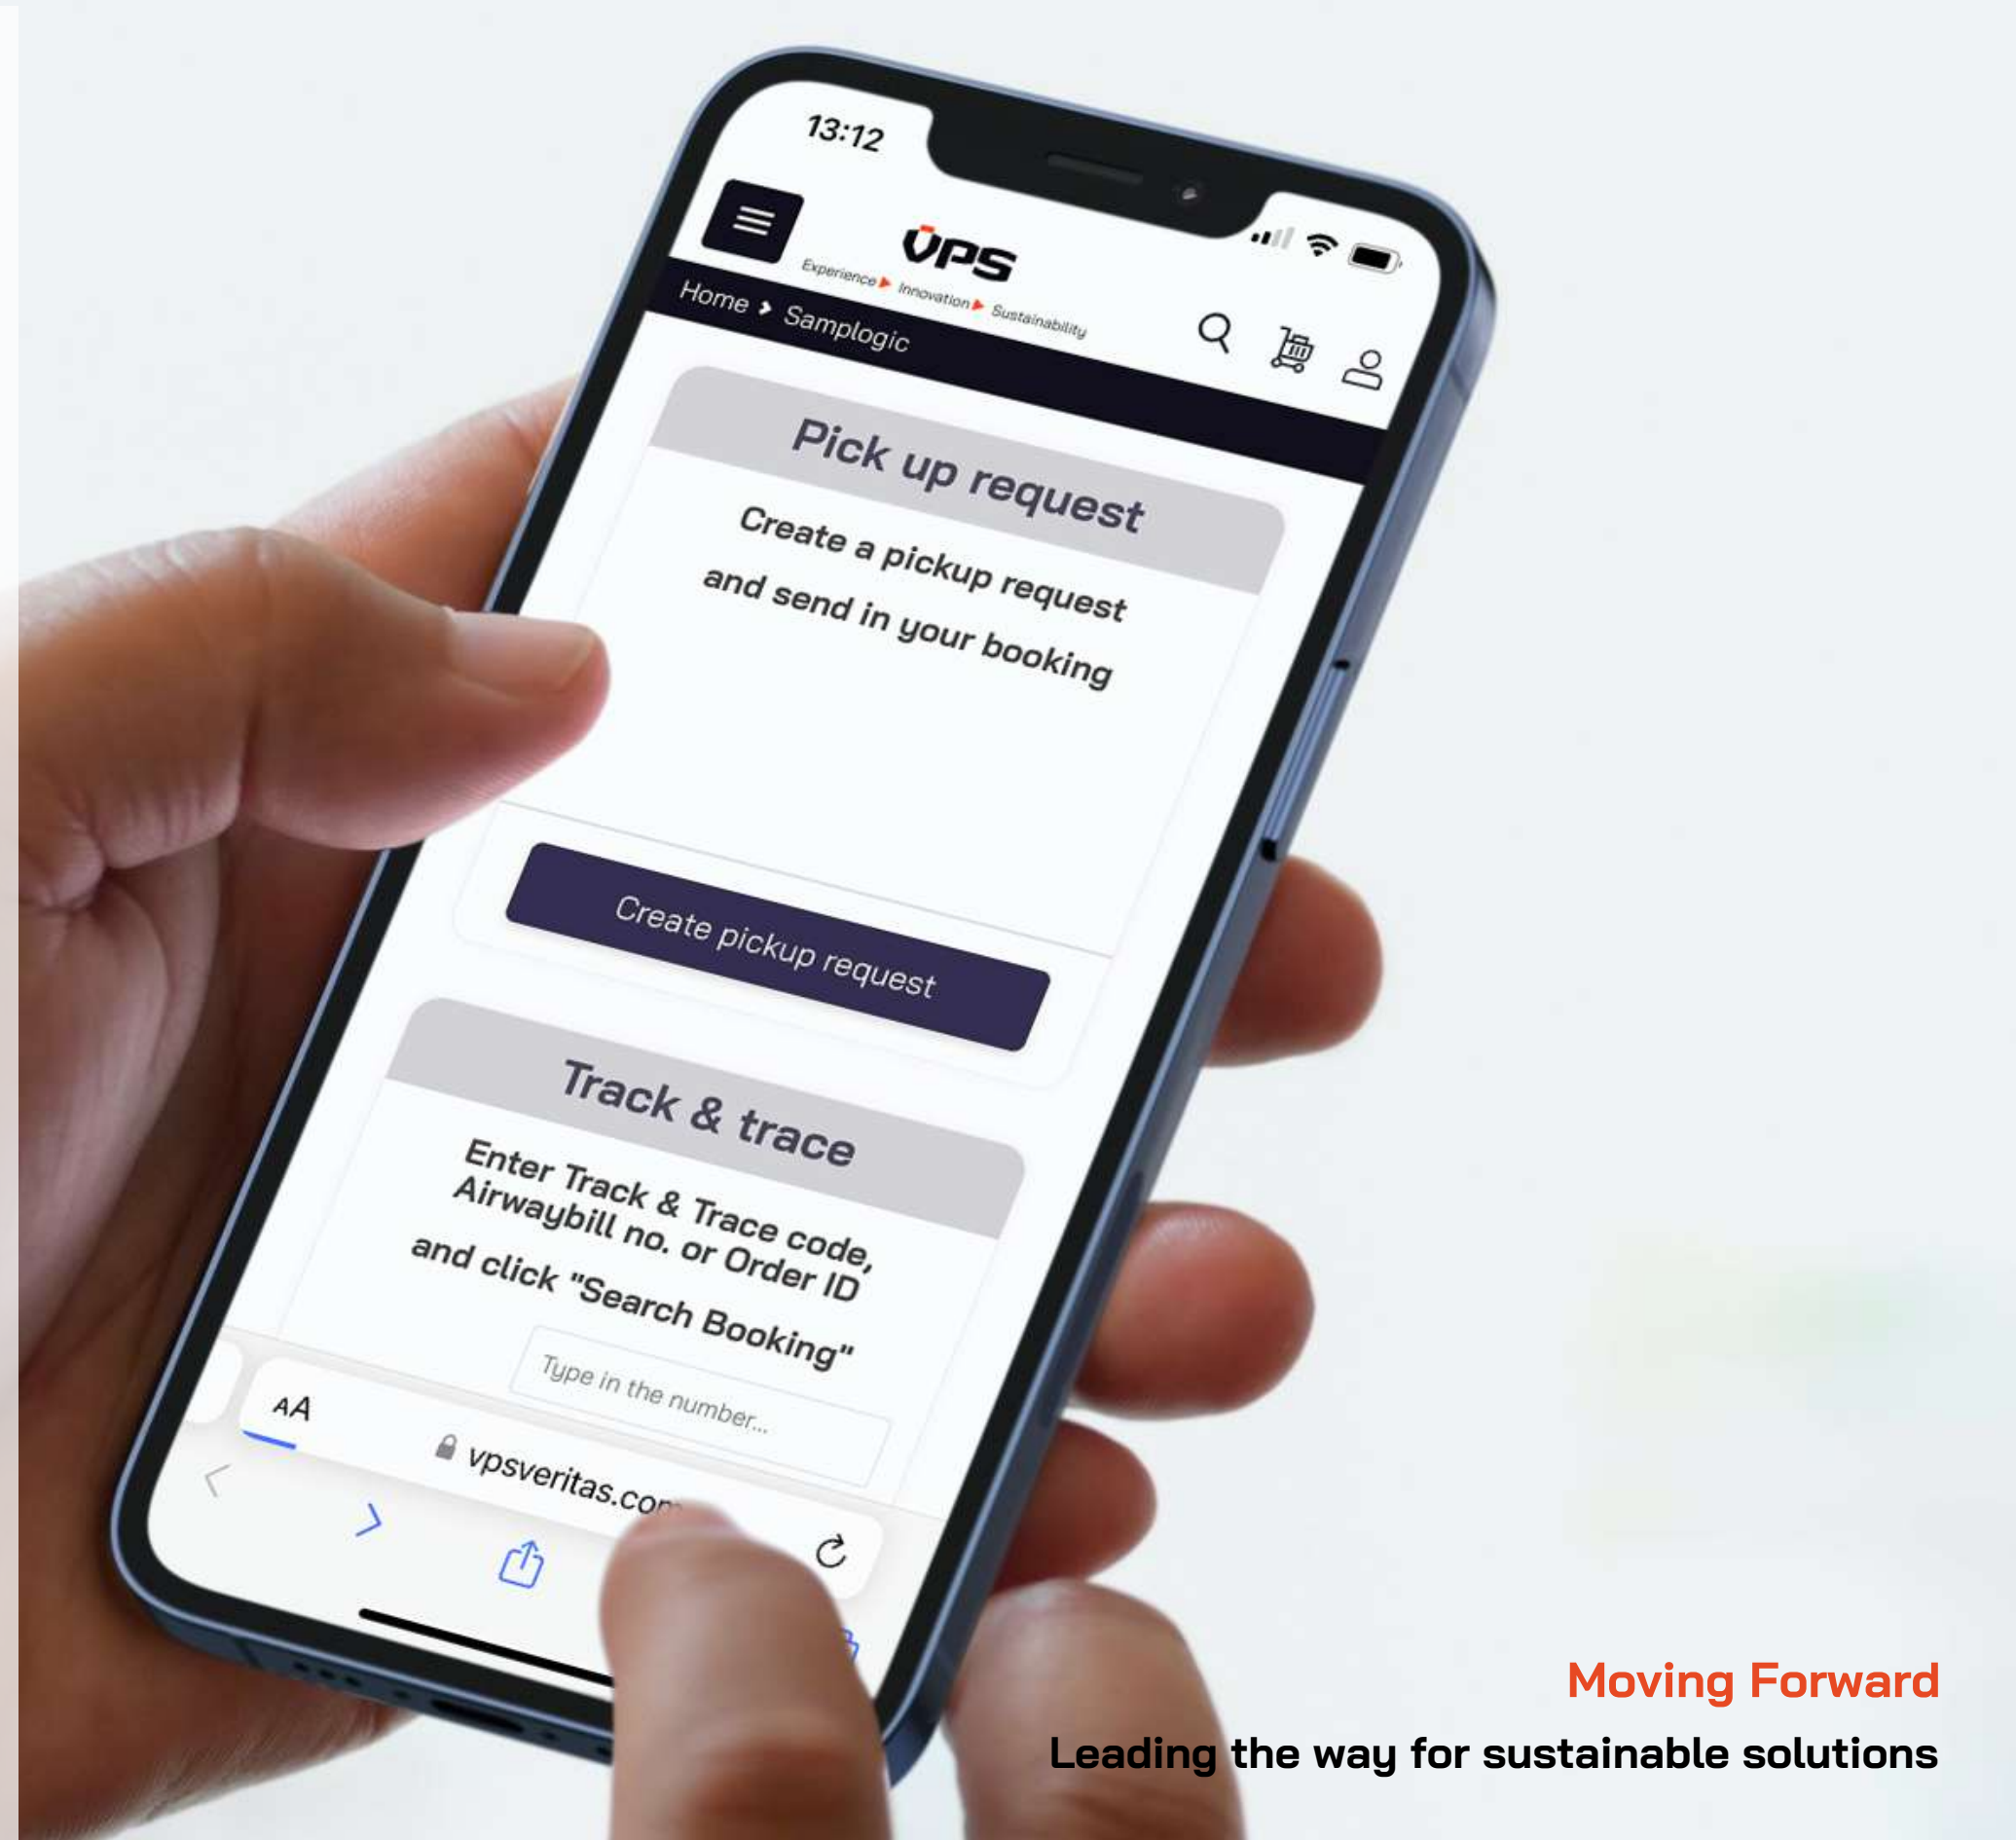 13:12
VPS
Experience Innovation Sustainability
Home > Samplogic
Pick up request
Create a pickup request
and send in your booking
Create pickup request
Track & trace
Enter Track & Trace code,
Airwaybill no. or Order ID
and click "Search Booking"
Type in the number...
AA
vpsveritas.com
Moving Forward
Leading the way for sustainable solutions